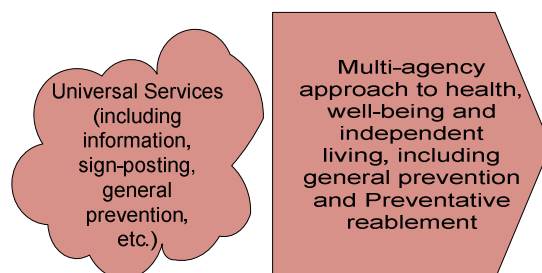 Universal Services
(including
information,
sign-posting,
general
prevention,
etc.)
Multi-agency
approach to health,
well-being and
independent
living, including
general prevention
and Preventative
reablement